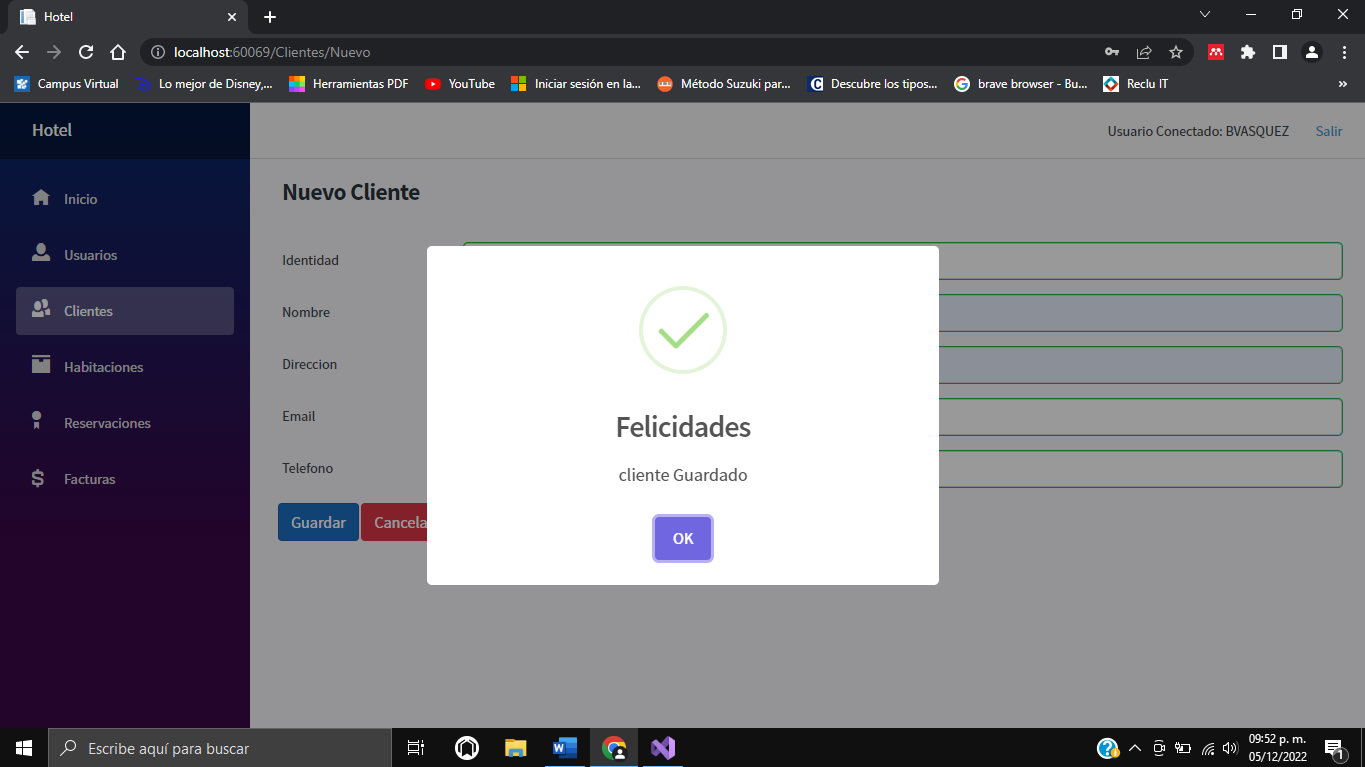 Hotel
localhost:60069/Clientes/Nuevo
Campus Virtual
Lo mejor de Disney,...
Herramientas PDF
YouTube
Iniciar sesión en la...
Método Suzuki par...
Descubre los tipos...
brave browser - Bu...
Reclu IT
»
Hotel
Usuario Conectado: BVASQUEZ
Salir
Inicio
Usuarios
Clientes
Habitaciones
Reservaciones
Facturas
Nuevo Cliente
Identidad
Nombre
Direccion
Email
Telefono
Guardar
Cancela
Felicidades
cliente Guardado
OK
Escribe aquí para buscar
09:52 p. m.
05/12/2022
1